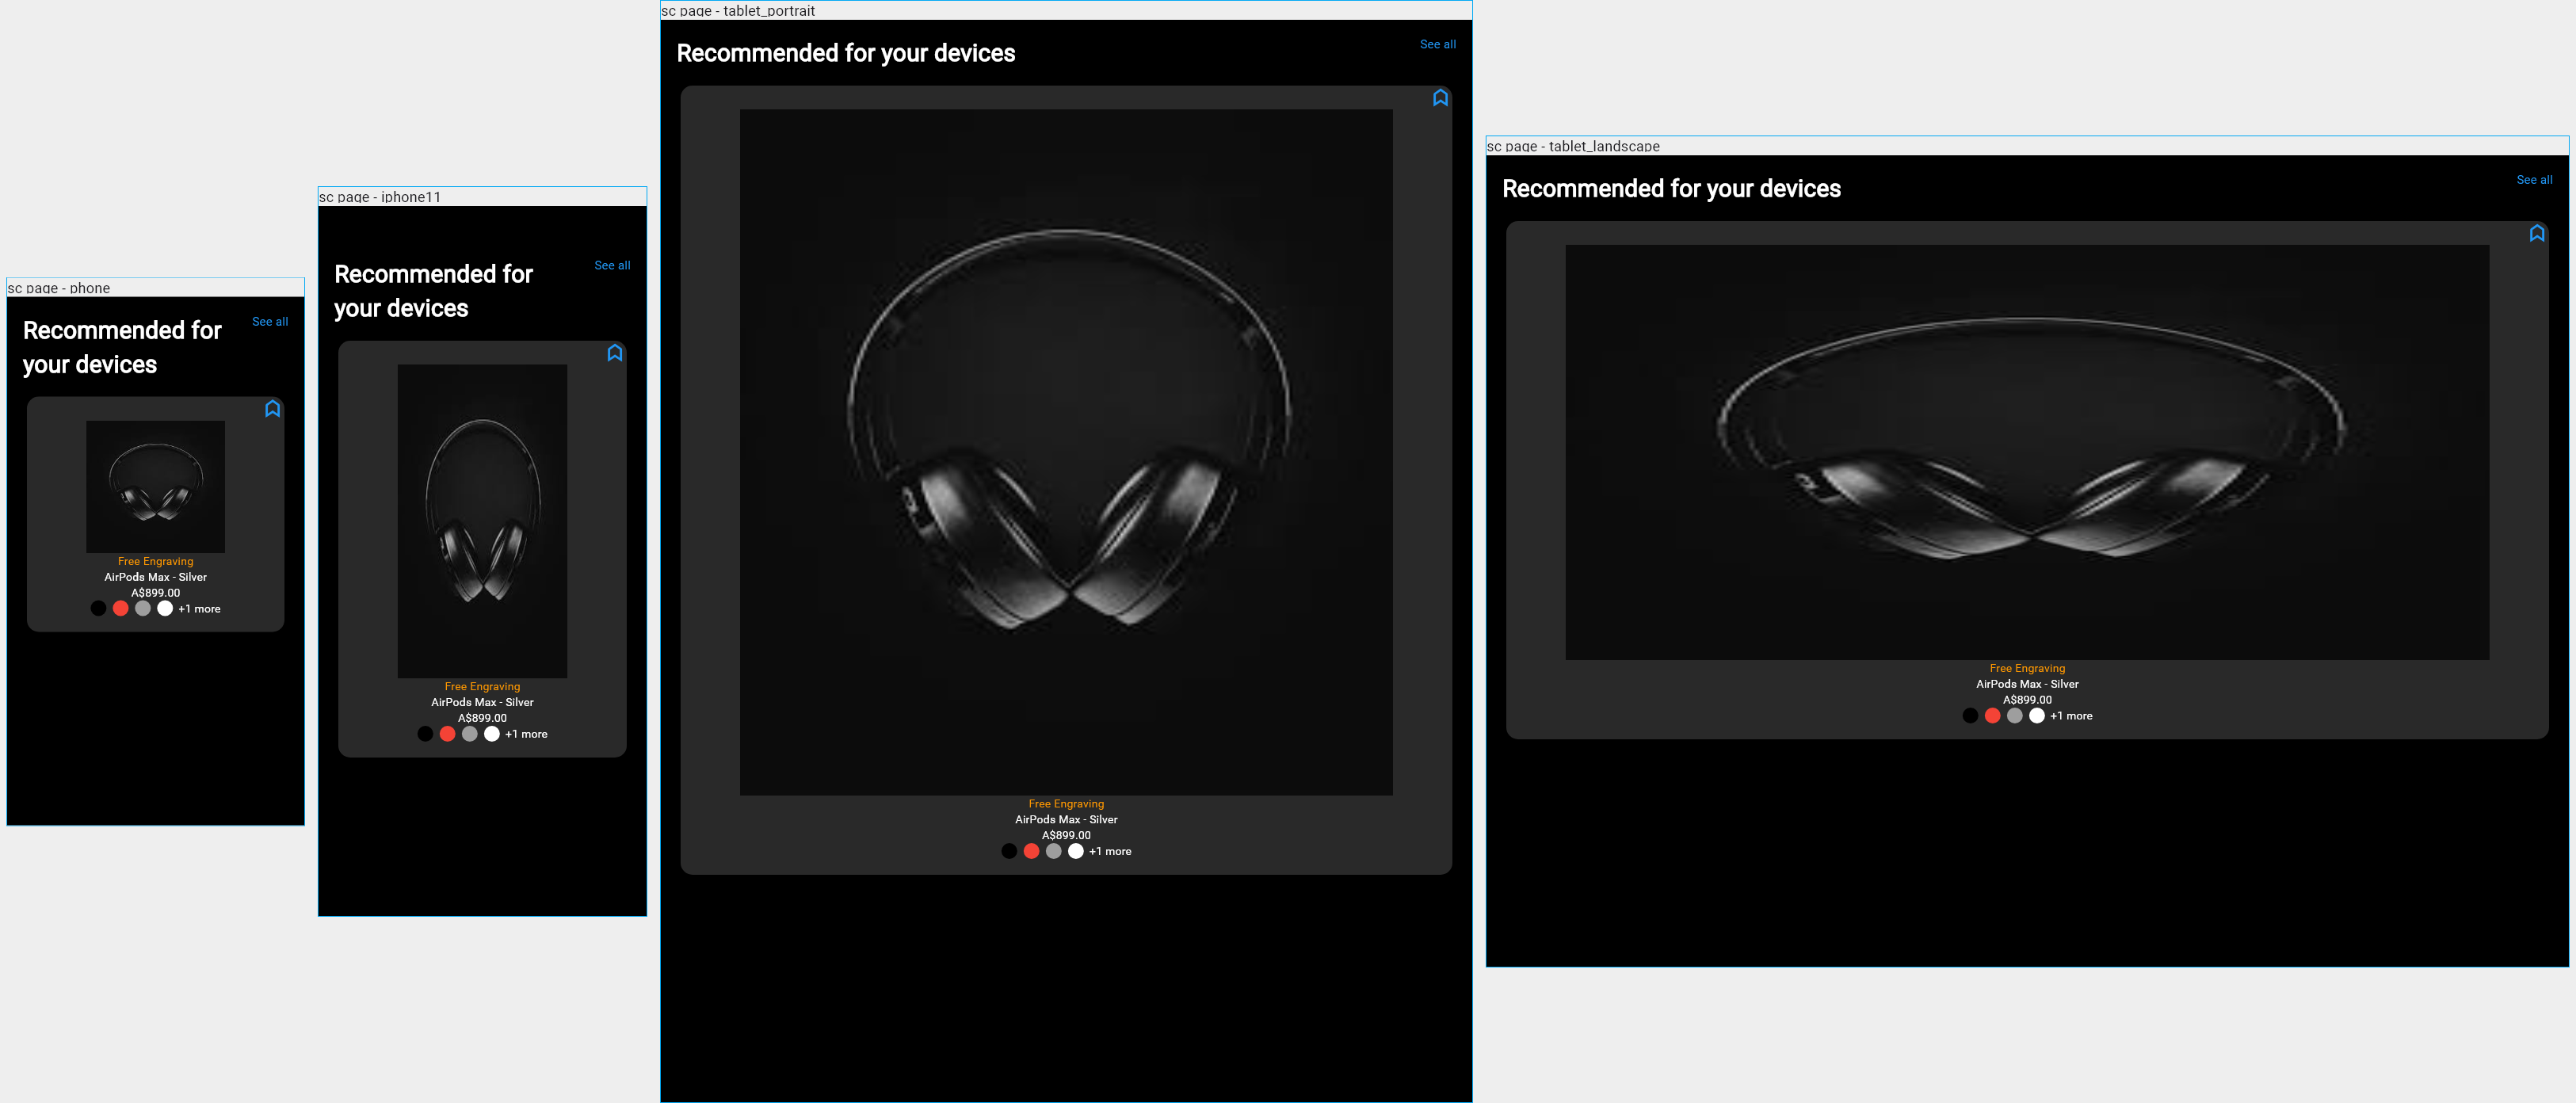 sc page - phone
Recommended for
your devices
See all
Free Engraving
AirPods Max - Silver
A$899.00
+1 more
sc page - iphone11
Recommended for
your devices
See all
Free Engraving
AirPods Max - Silver
A$899.00
+1 more
sc page - tablet_portrait
Recommended for your devices
See all
Free Engraving
AirPods Max - Silver
A$899.00
+1 more
sc page - tablet_landscape
Recommended for your devices
See all
Free Engraving
AirPods Max - Silver
A$899.00
+1 more